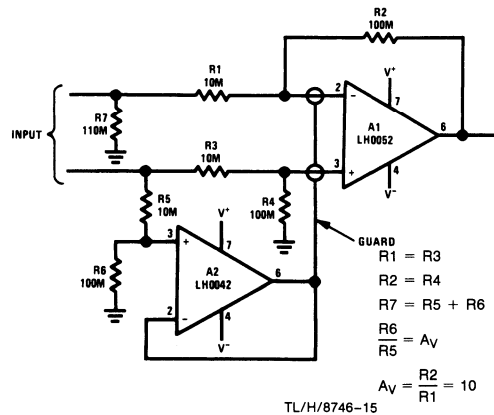 R2
100M
R1
10M
V+
2
−
7
A1
LH0052
6
3
+
4
V−
INPUT
R7
110M
R3
10M
R5
10M
R4
100M
V+
GUARD
3
+
7
A2
LH0042
6
R6
100M
2
−
4
V−
R1 = R3
R2 = R4
R7 = R5 + R6
R6
R5 = AV
AV = R2
R1 = 10
TL/H/8746-15